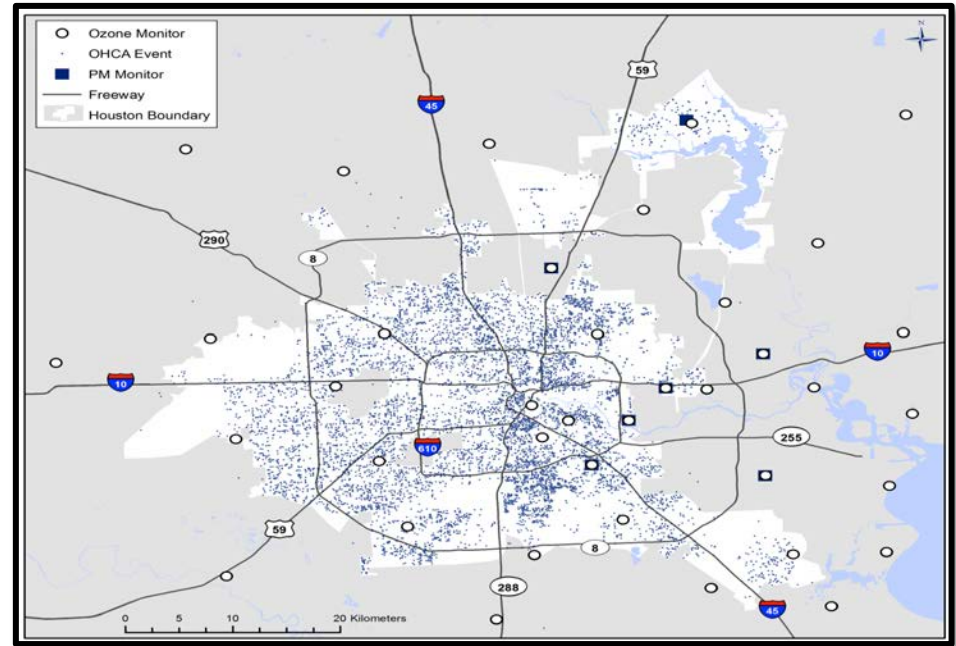 Ozone Monitor
OHCA Event
PM Monitor
Freeway
Houston Boundary
N
59
45
290
8
10
10
610
255
59
8
288
45
0 5 10 20 Kilometers